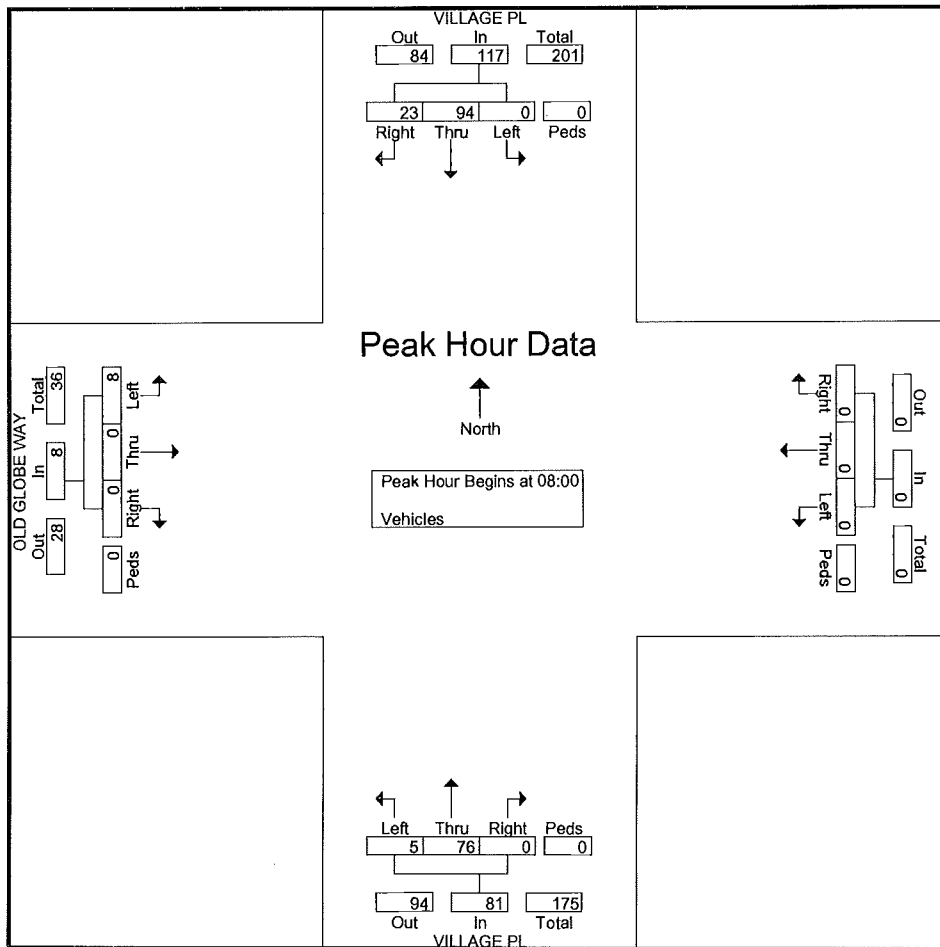 VILLAGE PL
Out In Total
84 117 201
23 94 0 0
Right Thru Left Peds
Peak Hour Data
North
Peak Hour Begins at 08:00
Vehicles
OLD GLOBE WAY
Out In Total
28 8 36
8 0 0 0
Left Thru Right Peds
Right Thru Left Peds
0 0 0 0
Out In Total
0 0 0
Left Thru Right Peds
5 76 0 0
94 81 175
Out In Total
VILLAGE PL